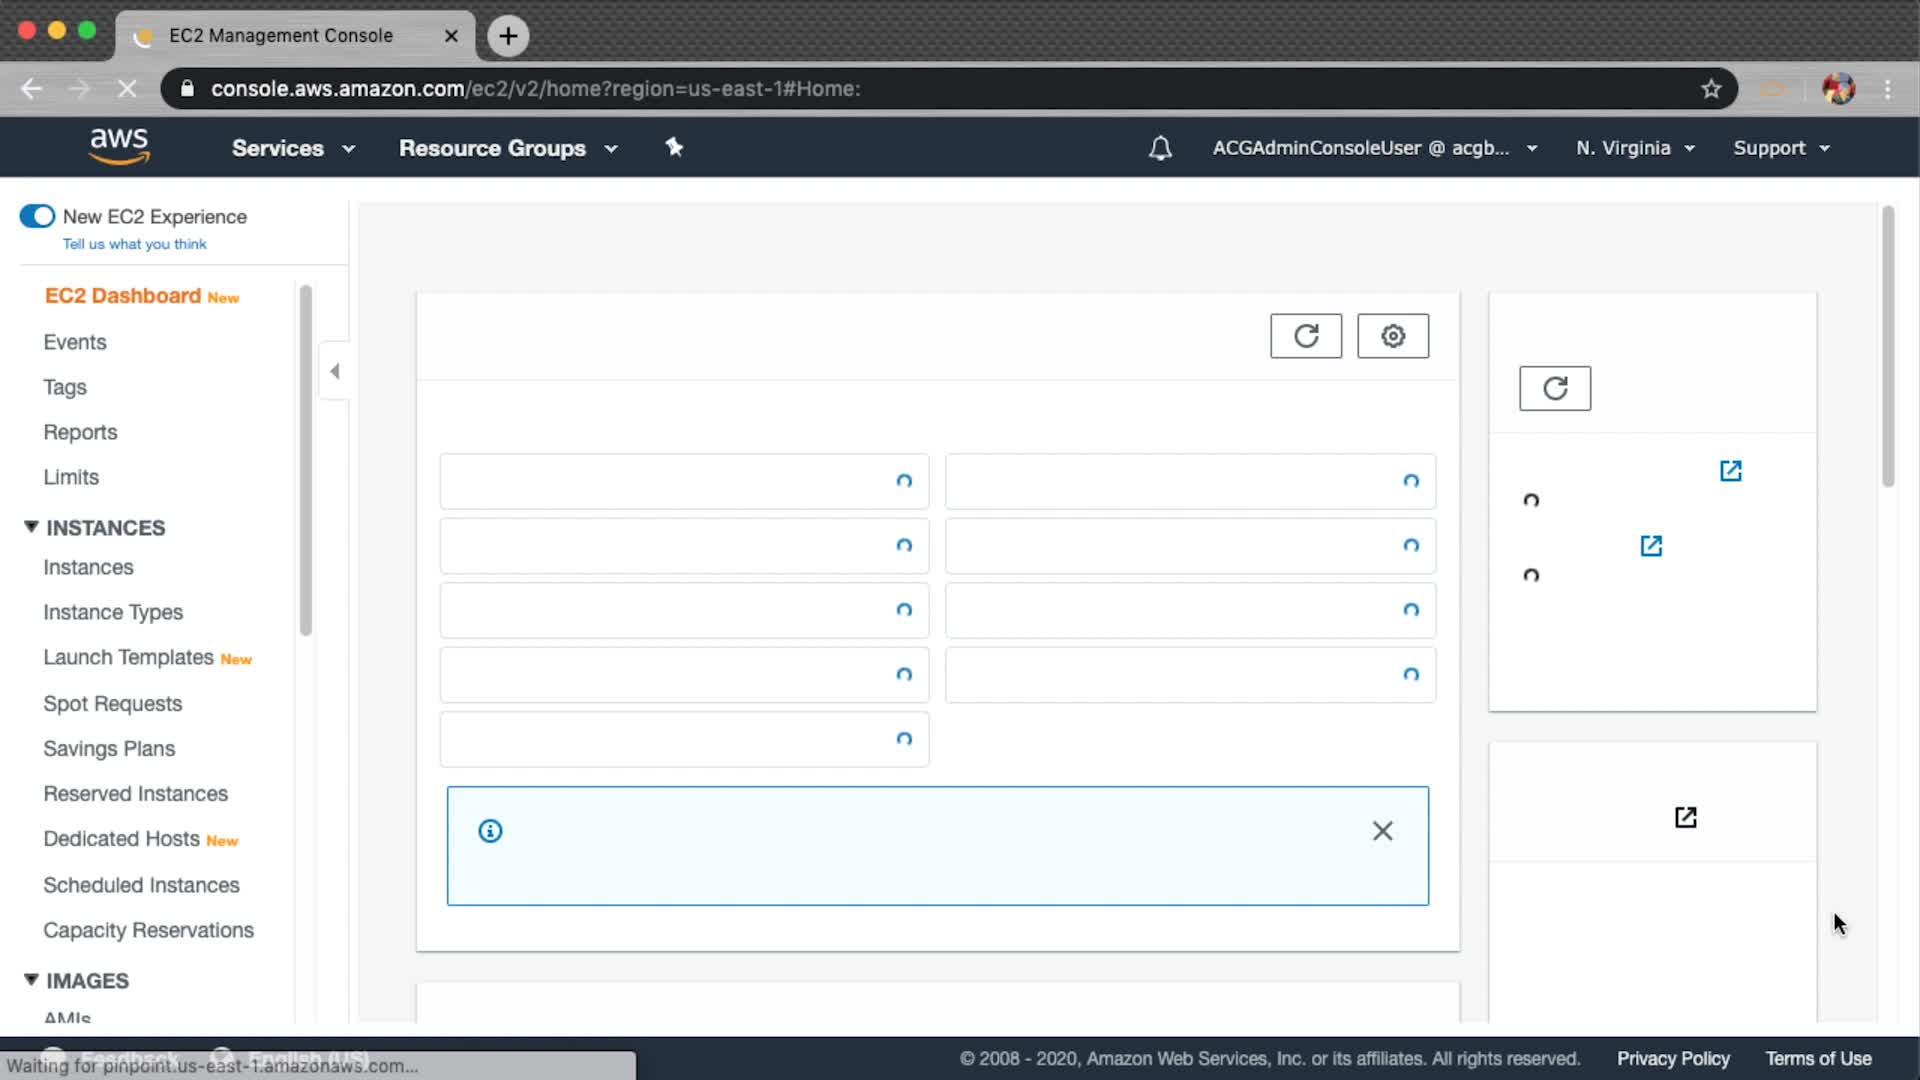 EC2 Management Console
console.aws.amazon.com/ec2/v2/home?region=us-east-1#Home:
aws
Services
Resource Groups
ACGAdminConsoleUser @ acgb...
N. Virginia
Support
New EC2 Experience
Tell us what you think
EC2 Dashboard New
Events
Tags
Reports
Limits
INSTANCES
Instances
Instance Types
Launch Templates New
Spot Requests
Savings Plans
Reserved Instances
Dedicated Hosts New
Scheduled Instances
Capacity Reservations
IMAGES
AMIs
Feedback
English (US)
Waiting for pinpoint.us-east-1.amazonaws.com...
© 2008 - 2020, Amazon Web Services, Inc. or its affiliates. All rights reserved.
Privacy Policy
Terms of Use